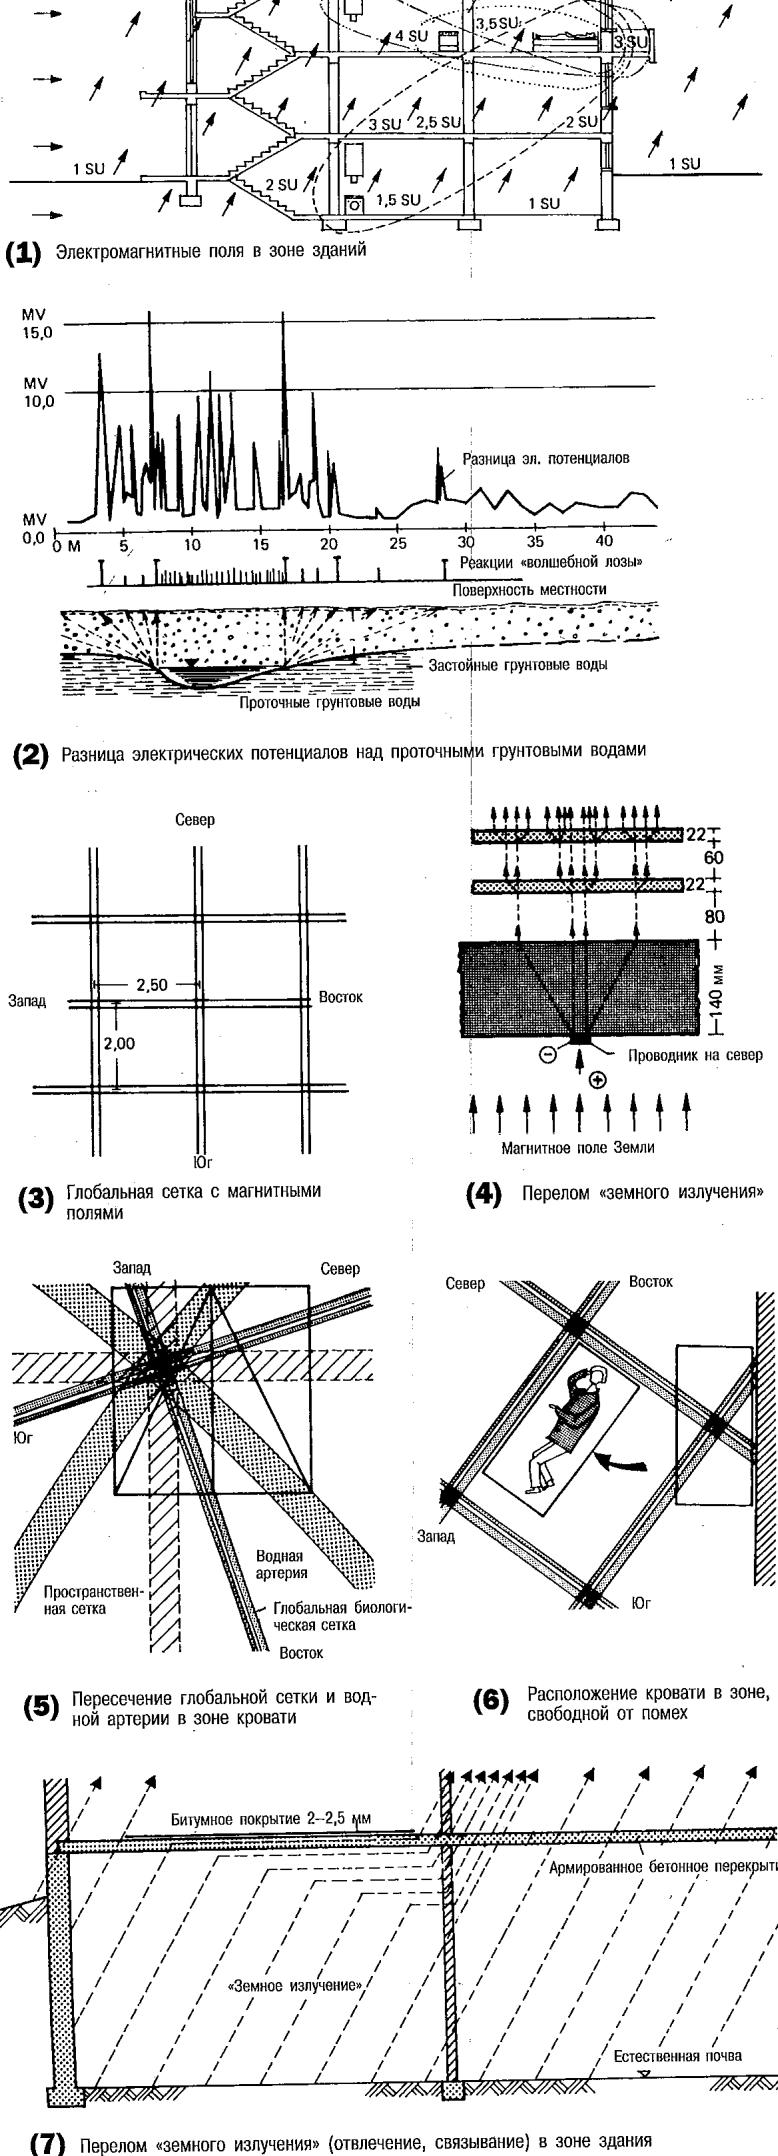 3,5 SU
4 SU
3 SU
3 SU
2,5 SU
2 SU
1 SU
1 SU
2 SU
1,5 SU
1 SU
(1) Электромагнитные поля в зоне зданий
MV
15,0
MV
10,0
Разница эл. потенциалов
MV
0,0
0 М 5 10 15 20 25 30 35 40
Реакции «волшебной лозы»
Поверхность местности
Застойные грунтовые воды
Проточные грунтовые воды
(2) Разница электрических потенциалов над проточными грунтовыми водами
Север
2,50
Запад
Восток
2,00
Юг
(3) Глобальная сетка с магнитными
полями
22
60
22
80
140 мм
Проводник на север
Магнитное поле Земли
(4) Перелом «земного излучения»
Запад
Север
Юг
Водная
артерия
Пространствен-
ная сетка
Глобальная биологи-
ческая сетка
Восток
(5) Пересечение глобальной сетки и вод-
ной артерии в зоне кровати
Север
Восток
Запад
Юг
(6) Расположение кровати в зоне,
свободной от помех
Битумное покрытие 2–2,5 мм
Армированное бетонное перекрыти
«Земное излучение»
Естественная почва
(7) Перелом «земного излучения» (отвлечение, связывание) в зоне здания